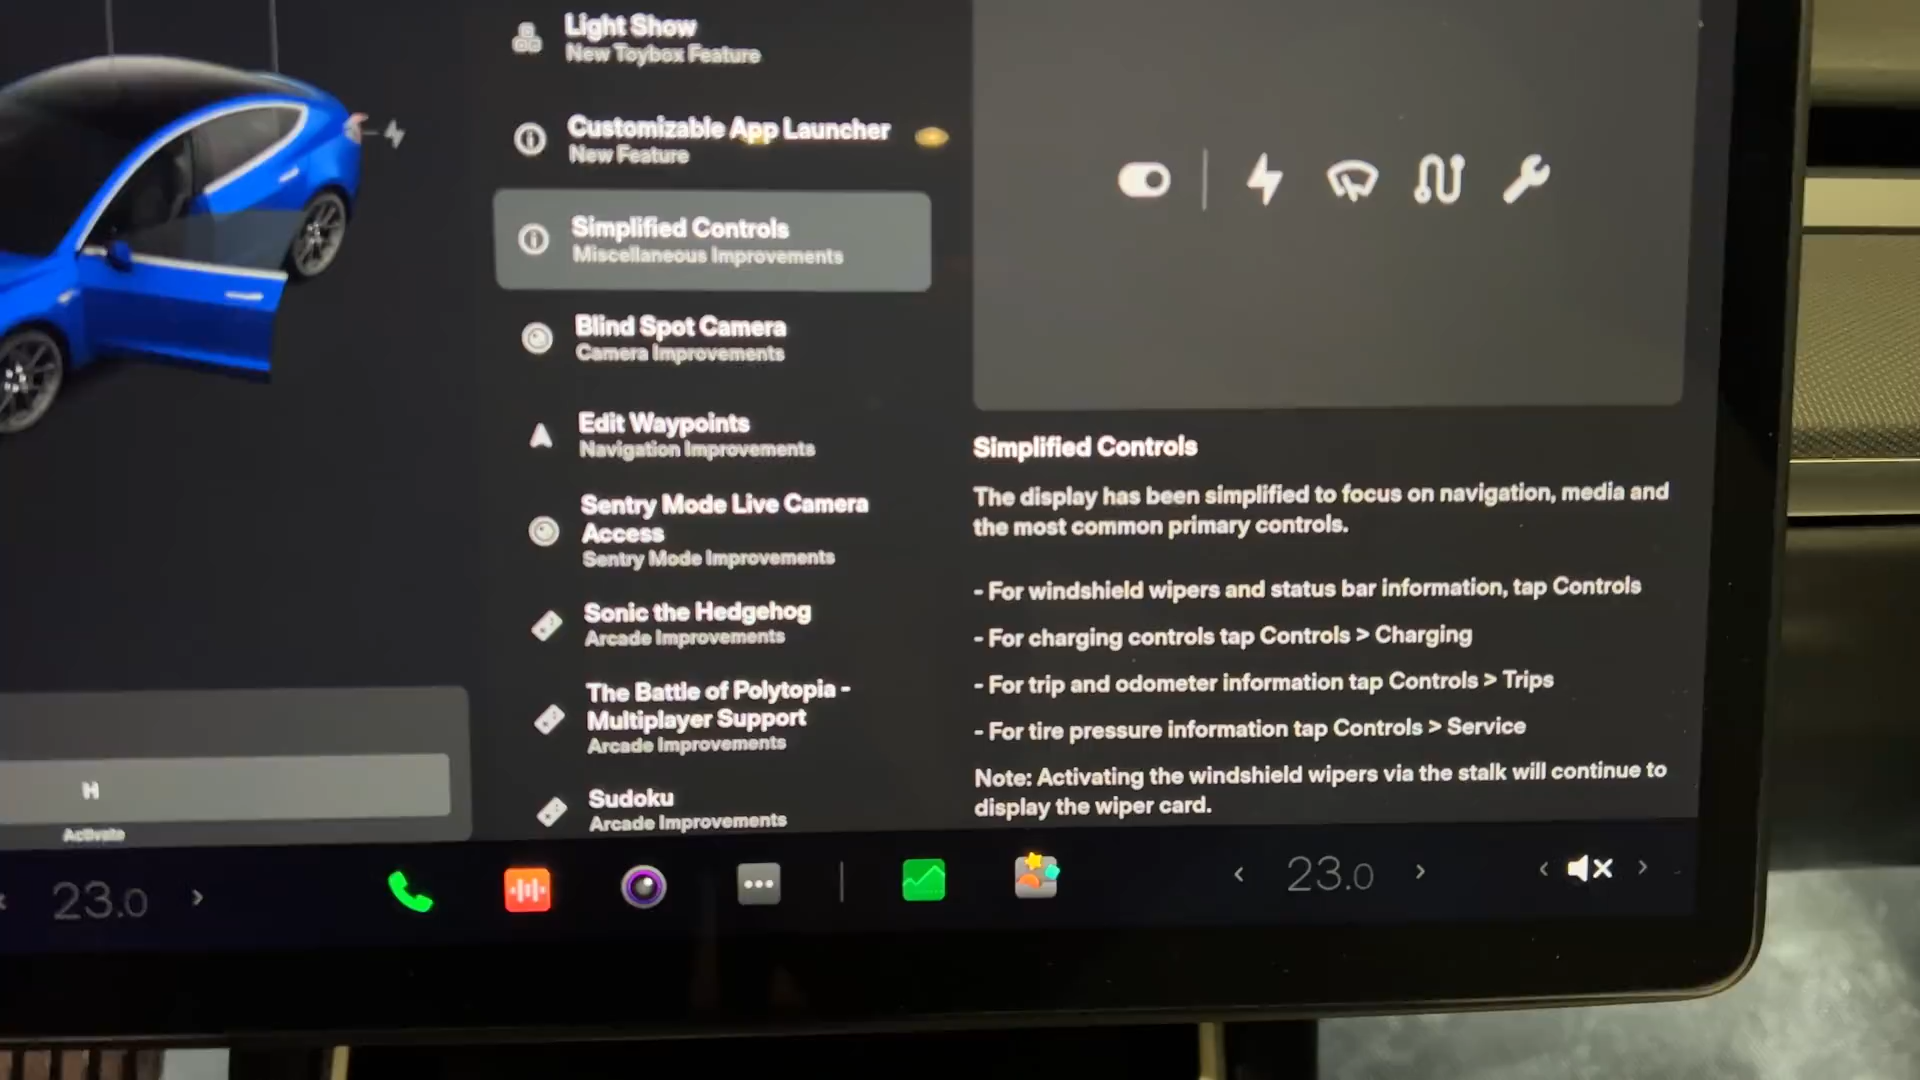 Light Show
New Toybox Feature
Customizable App Launcher
New Feature
Simplified Controls
Miscellaneous Improvements
Blind Spot Camera
Camera Improvements
Edit Waypoints
Navigation Improvements
Sentry Mode Live Camera
Access
Sentry Mode Improvements
Sonic the Hedgehog
Arcade Improvements
The Battle of Polytopia -
Multiplayer Support
Arcade Improvements
Sudoku
Arcade Improvements
Simplified Controls
The display has been simplified to focus on navigation, media and
the most common primary controls.
- For windshield wipers and status bar information, tap Controls
- For charging controls tap Controls > Charging
- For trip and odometer information tap Controls > Trips
- For tire pressure information tap Controls > Service
Note: Activating the windshield wipers via the stalk will continue to
display the wiper card.
Activate
23.0
23.0